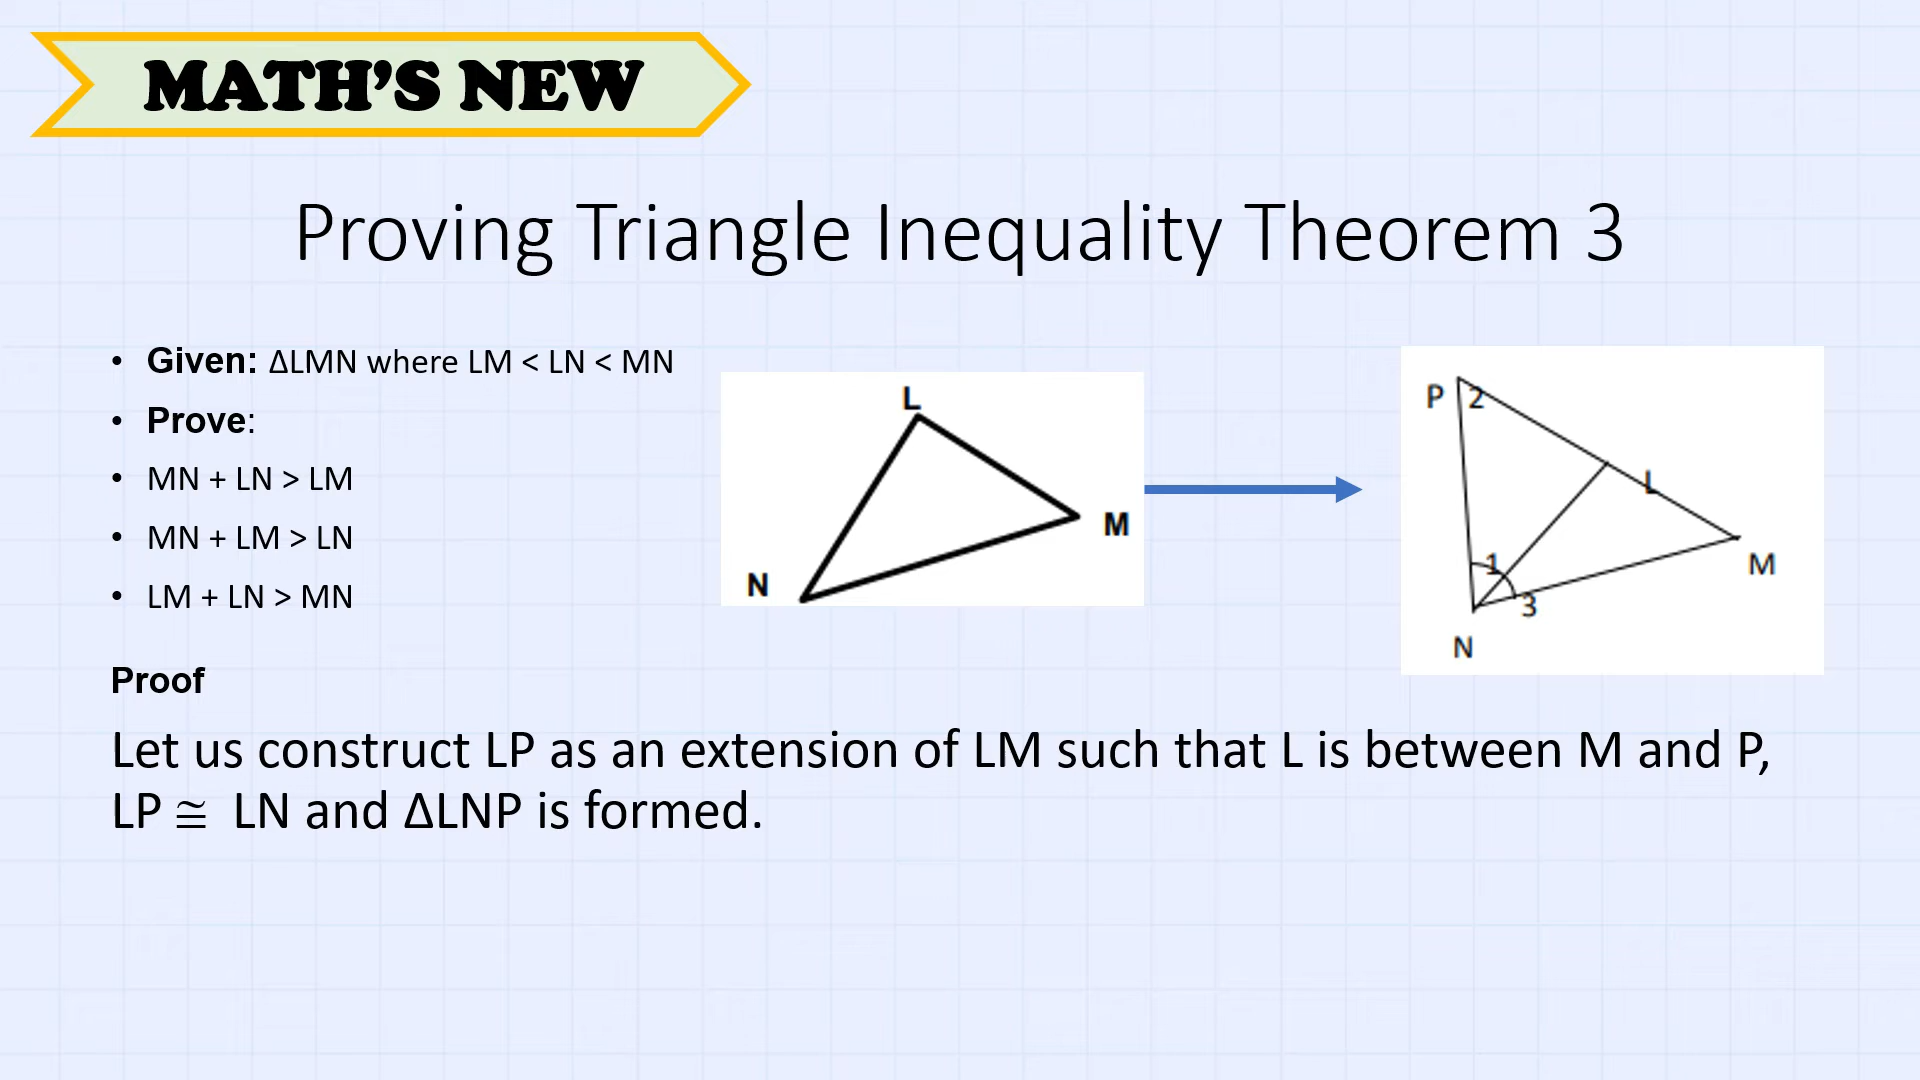 MATH’S NEW
Proving Triangle Inequality Theorem 3
• Given: ∆LMN where LM < LN < MN
• Prove:
• MN + LN > LM
• MN + LM > LN
• LM + LN > MN
L
M
N
P
2
L
1
3
M
N
Proof
Let us construct LP as an extension of LM such that L is between M and P,
LP ≅ LN and ∆LNP is formed.